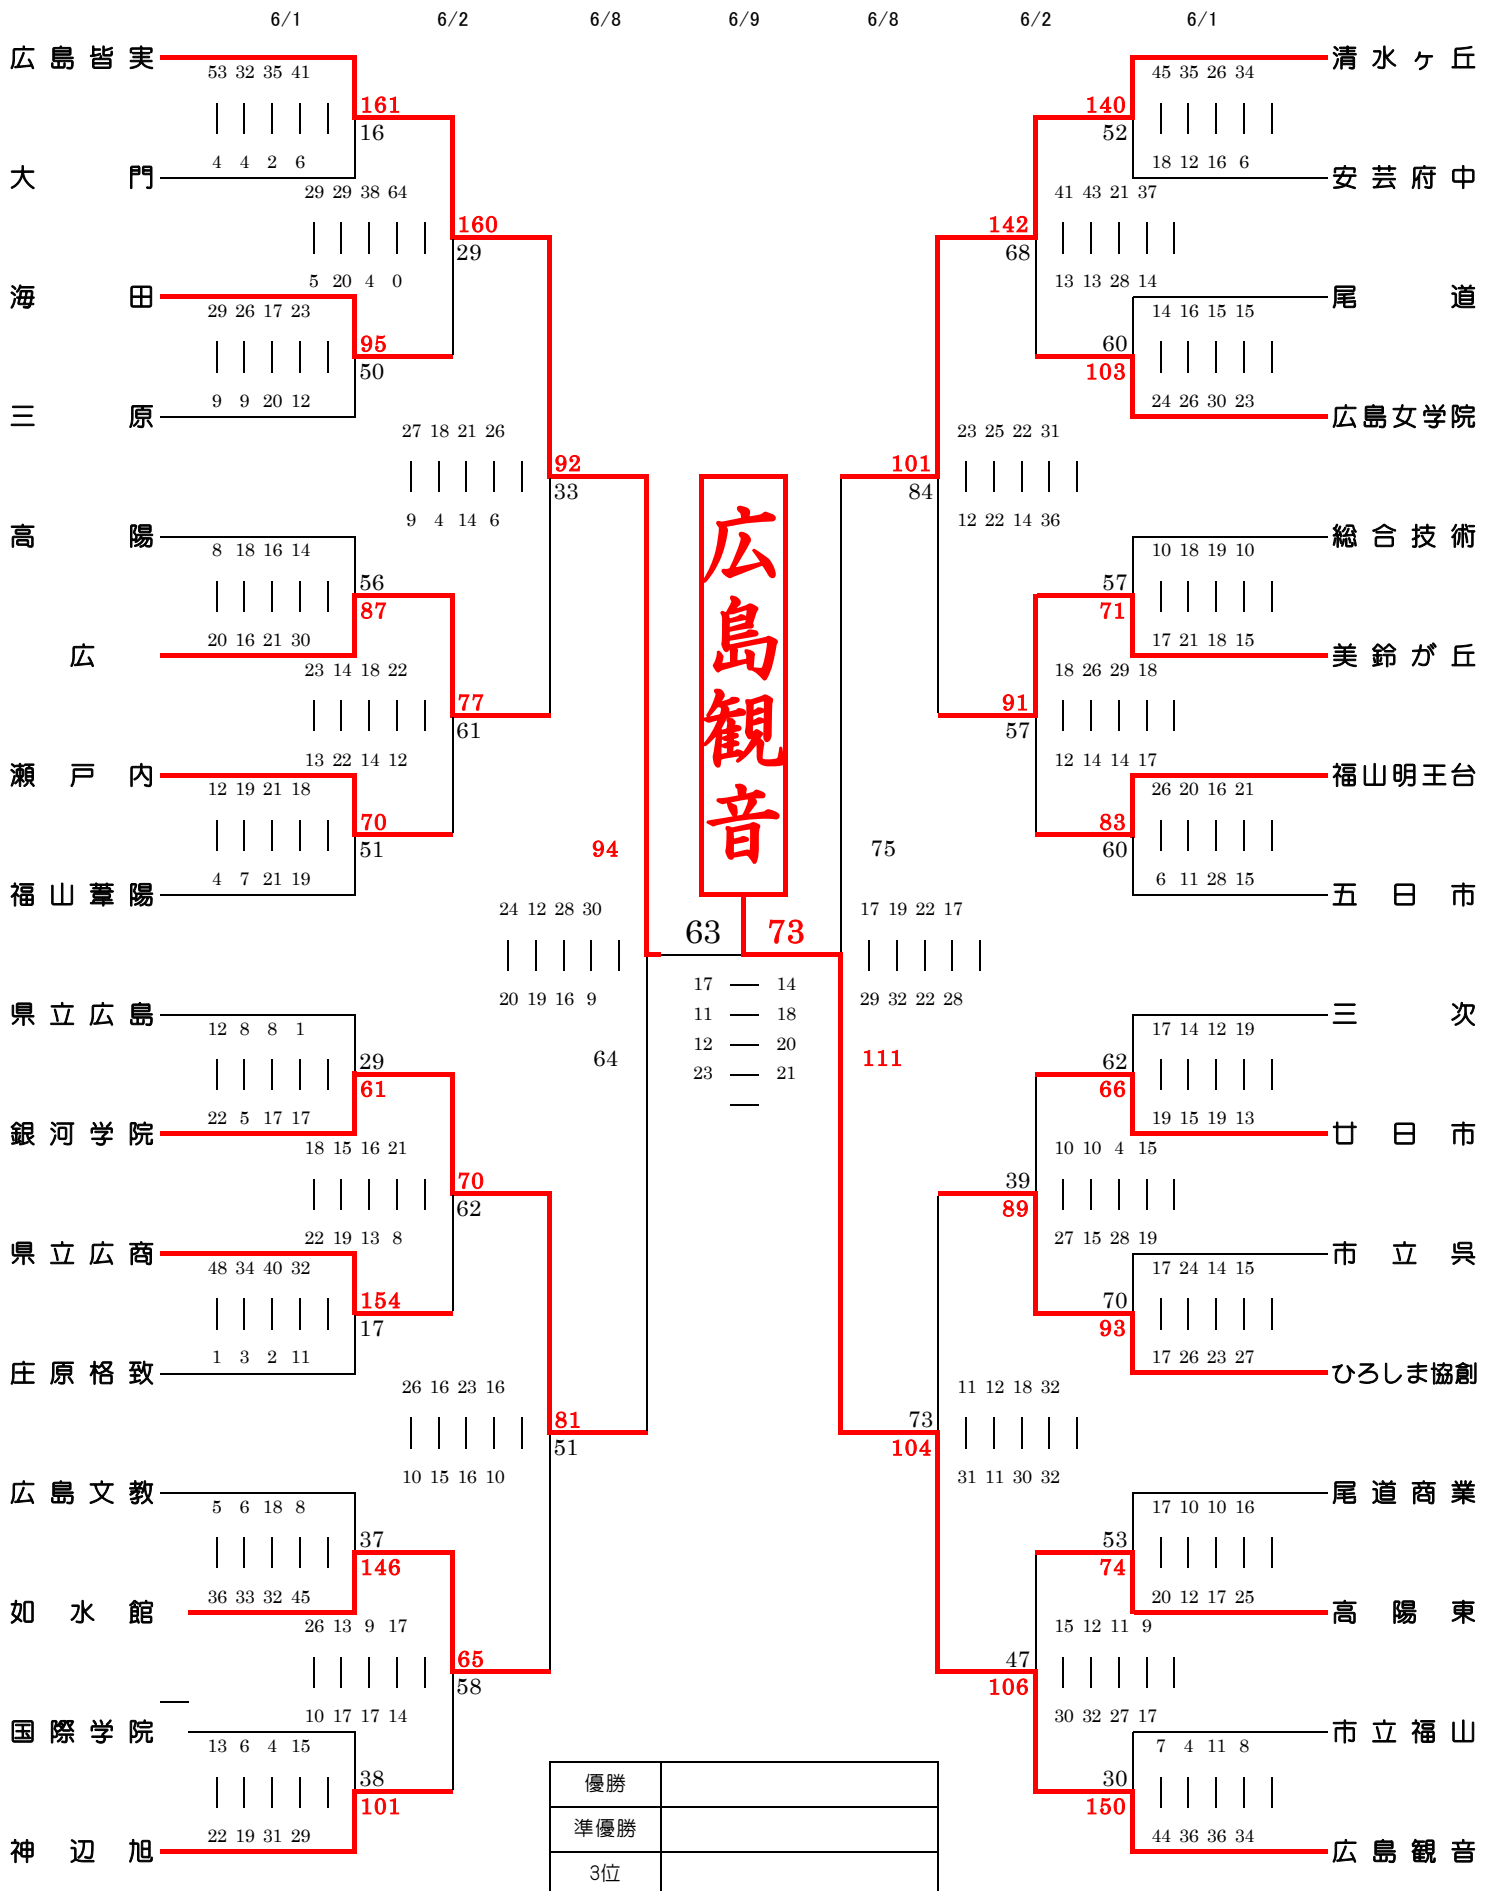 6/1 6/2 6/8 6/9 6/8 6/2 6/1
広島皆実 清水ヶ丘
53 32 35 41 45 35 26 34
161 140
16 52
4 4 2 6 18 12 16 6
大門 安芸府中
29 29 38 64 41 43 21 37
160 142
29 68
5 20 4 0 13 13 28 14
海田 尾道
29 26 17 23 14 16 15 15
95 60
50 103
9 9 20 12 24 26 30 23
三原 広島女学院
27 18 21 26 23 25 22 31
92 101
33 84
9 4 14 6 12 22 14 36
高陽 総合技術
8 18 16 14 10 18 19 10
56 57
87 71
20 16 21 30 17 21 18 15
広 美鈴が丘
23 14 18 22 18 26 29 18
77 91
61 57
13 22 14 12 12 14 14 17
瀬戸内 福山明王台
12 19 21 18 26 20 16 21
70 83
51 60
94 75
4 7 21 19 6 11 28 15
福山葦陽 五日市
広島観音
24 12 28 30 17 19 22 17
63 73
17 14
20 19 16 9 29 32 22 28
11 18
12 20
23 21
64 111
県立広島 三次
12 8 8 1 17 14 12 19
29 62
61 66
22 5 17 17 19 15 19 13
銀河学院 廿日市
18 15 16 21 10 10 4 15
70 39
62 89
22 19 13 8 27 15 28 19
県立広商 市立呉
48 34 40 32 17 24 14 15
154 70
17 93
1 3 2 11 17 26 23 27
庄原格致 ひろしま協創
26 16 23 16 11 12 18 32
81 73
51 104
10 15 16 10 31 11 30 32
広島文教 尾道商業
5 6 18 8 17 10 10 16
37 53
146 74
36 33 32 45 20 12 17 25
如水館 高陽東
26 13 9 17 15 12 11 9
65 47
58 106
10 17 17 14 30 32 27 17
国際学院 市立福山
13 6 4 15 7 4 11 8
38 30
101 150
22 19 31 29 44 36 36 34
神辺旭 広島観音
優勝
準優勝
3位